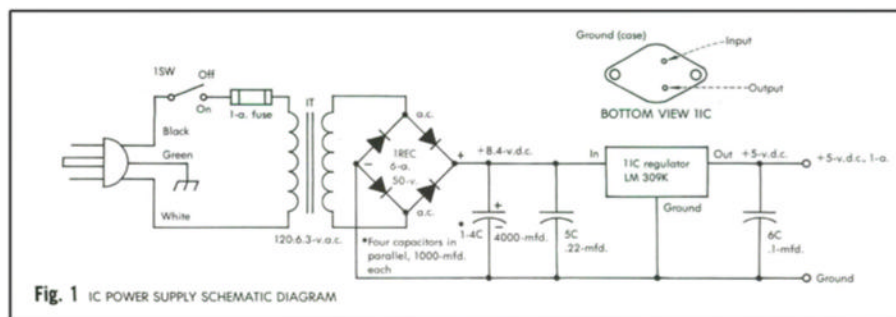 Ground (case)
Input
Output
BOTTOM VIEW 1IC
1SW
Off
On
1-a. fuse
1T
Black
Green
White
120:6.3-v.a.c.
a.c.
1REC
6-a.
50-v.
a.c.
−
+
+8.4-v.d.c.
*Four capacitors in
parallel, 1000-mfd.
each
*
1-4C
+
−
4000-mfd.
5C
.22-mfd.
In
1IC regulator
LM 309K
Out
Ground
+5-v.d.c.
+5-v.d.c, 1-a.
6C
.1-mfd.
Ground
Fig. 1 IC POWER SUPPLY SCHEMATIC DIAGRAM